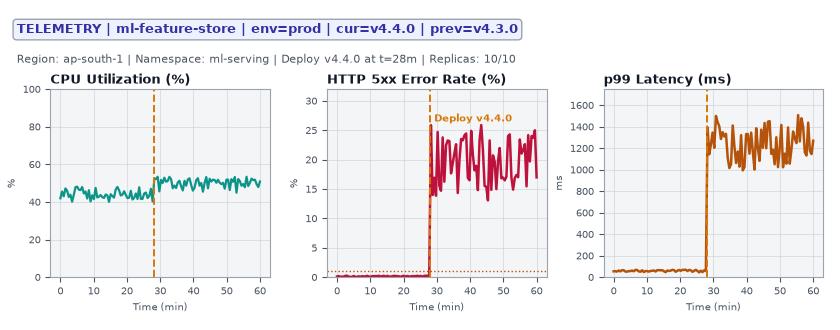 TELEMETRY | ml-feature-store | env=prod | cur=v4.4.0 | prev=v4.3.0
Region: ap-south-1 | Namespace: ml-serving | Deploy v4.4.0 at t=28m | Replicas: 10/10
CPU Utilization (%)
100
80
60
40
20
0
%
0 10 20 30 40 50 60
Time (min)
HTTP 5xx Error Rate (%)
Deploy v4.4.0
30
25
20
15
10
5
0
%
0 10 20 30 40 50 60
Time (min)
p99 Latency (ms)
1600
1400
1200
1000
800
600
400
200
0
ms
0 10 20 30 40 50 60
Time (min)